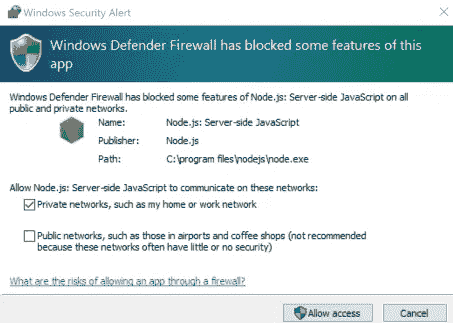 Windows Security Alert
Windows Defender Firewall has blocked some features of this
app
Windows Defender Firewall has blocked some features of Node.js: Server-side JavaScript on all
public and private networks.
Name: Node.js: Server-side JavaScript
Publisher: Node.js
Path: C:\program files\nodejs\node.exe
Allow Node.js: Server-side JavaScript to communicate on these networks:
Private networks, such as my home or work network
Public networks, such as those in airports and coffee shops (not recommended
because these networks often have little or no security)
What are the risks of allowing an app through a firewall?
Allow access Cancel